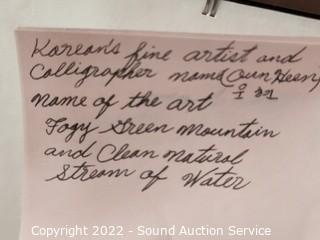 Korean's fine artist and
Calligrapher name (Oun Heen)
Name of the art
Fogy Green Mountain
and Clean Natural
Stream of Water
Copyright 2022 - Sound Auction Service